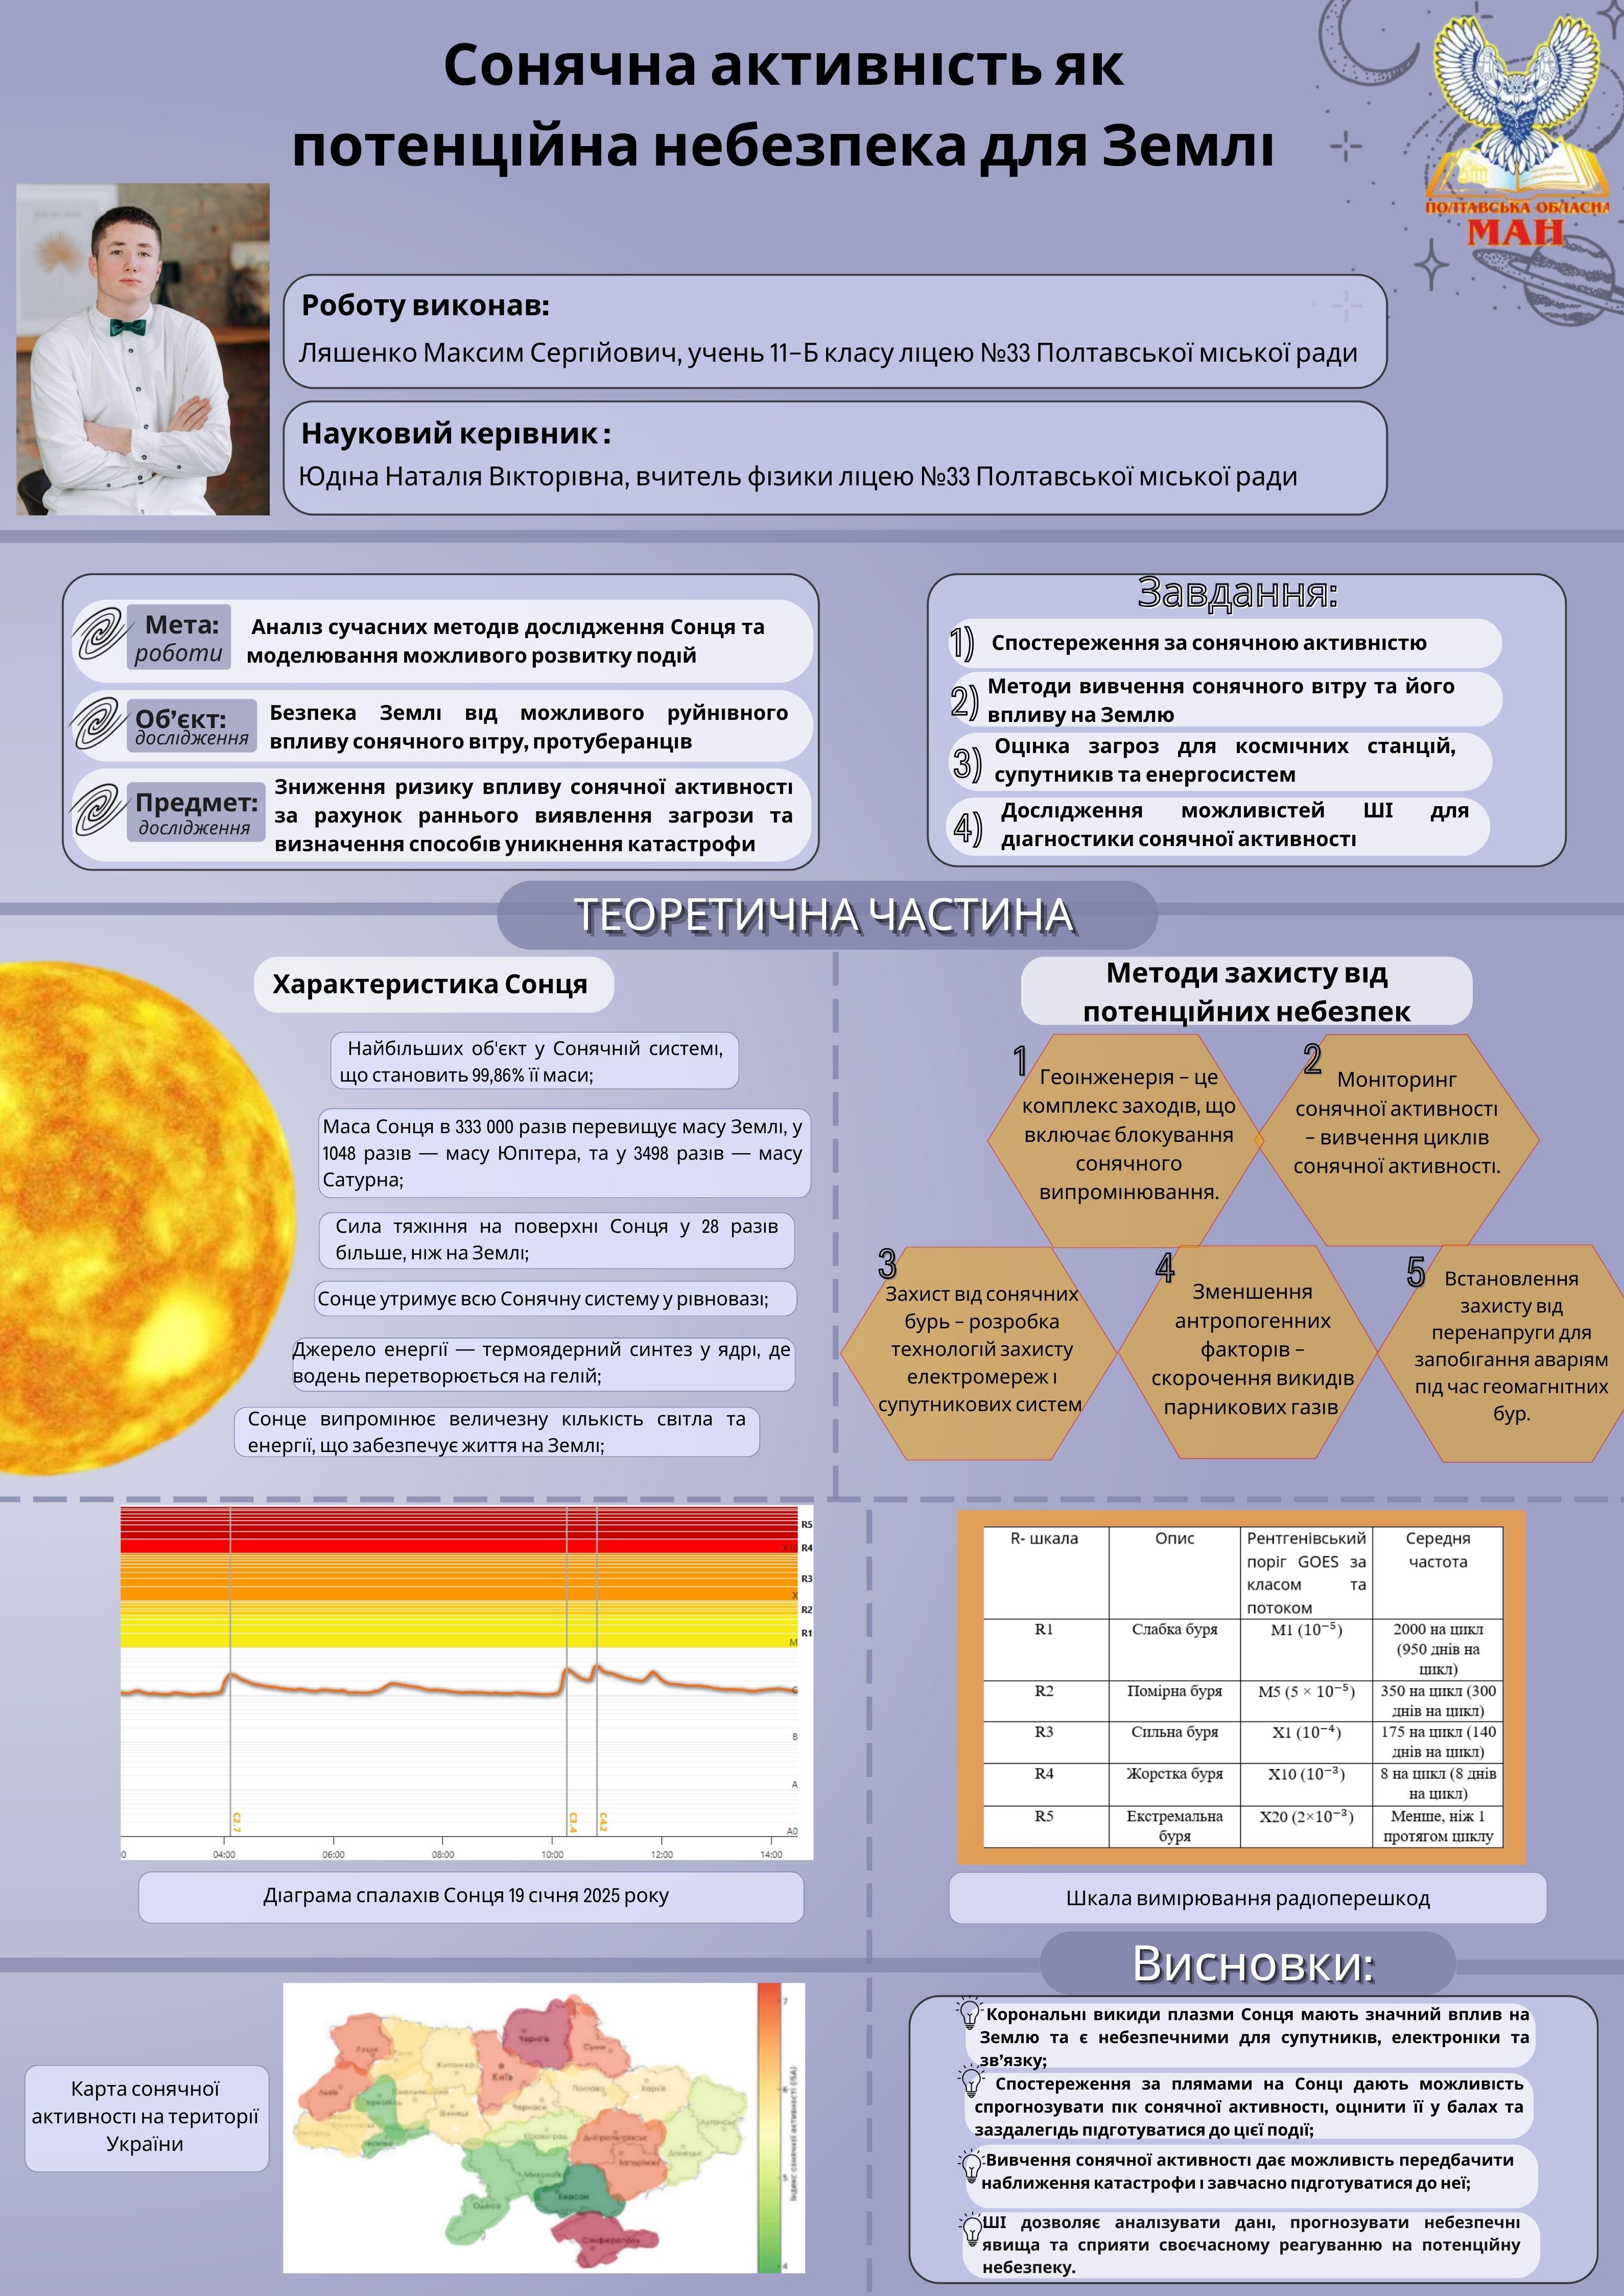 Сонячна активність як
потенційна небезпека для Землі
ПОЛТАВСЬКА ОБЛАСНА
МАН
Роботу виконав:
Ляшенко Максим Сергійович, учень 11-Б класу ліцею №33 Полтавської міської ради
Науковий керівник :
Юдіна Наталія Вікторівна, вчитель фізики ліцею №33 Полтавської міської ради
Мета:
роботи
Аналіз сучасних методів дослідження Сонця та
моделювання можливого розвитку подій
Об’єкт:
дослідження
Безпека Землі від можливого руйнівного
впливу сонячного вітру, протуберанців
Предмет:
дослідження
Зниження ризику впливу сонячної активності
за рахунок раннього виявлення загрози та
визначення способів уникнення катастрофи
Завдання:
1) Спостереження за сонячною активністю
2) Методи вивчення сонячного вітру та його
впливу на Землю
3) Оцінка загроз для космічних станцій,
супутників та енергосистем
4) Дослідження можливістей ШІ для
діагностики сонячної активності
ТЕОРЕТИЧНА ЧАСТИНА
Характеристика Сонця
Найбільших об'єкт у Сонячній системі,
що становить 99,86% її маси;
Маса Сонця в 333 000 разів перевищує масу Землі, у
1048 разів — масу Юпітера, та у 3498 разів — масу
Сатурна;
Сила тяжіння на поверхні Сонця у 28 разів
більше, ніж на Землі;
Сонце утримує всю Сонячну систему у рівновазі;
Джерело енергії — термоядерний синтез у ядрі, де
водень перетворюється на гелій;
Сонце випромінює величезну кількість світла та
енергії, що забезпечує життя на Землі;
Методи захисту від
потенційних небезпек
1
Геоінженерія – це
комплекс заходів, що
включає блокування
сонячного
випромінювання.
2
Моніторинг
сонячної активності
– вивчення циклів
сонячної активності.
3
Захист від сонячних
бурь – розробка
технологій захисту
електромереж і
супутникових систем
4
Зменшення
антропогенних
факторів –
скорочення викидів
парникових газів
5
Встановлення
захисту від
перенапруги для
запобігання аваріям
під час геомагнітних
бур.
R5
X10 R4
R3
X
R2
R1
M
C
B
A
A0
C2.7
C3.4
C4.2
0 04:00 06:00 08:00 10:00 12:00 14:00
Діаграма спалахів Сонця 19 січня 2025 року
R- шкала
Опис
Рентгенівський
поріг GOES за
класом та
потоком
Середня
частота
R1
Слабка буря
M1 (10⁻⁵)
2000 на цикл
(950 днів на
цикл)
R2
Помірна буря
M5 (5 × 10⁻⁵)
350 на цикл (300
днів на цикл)
R3
Сильна буря
X1 (10⁻⁴)
175 на цикл (140
днів на цикл)
R4
Жорстка буря
X10 (10⁻³)
8 на цикл (8 днів
на цикл)
R5
Екстремальна
буря
X20 (2×10⁻³)
Менше, ніж 1
протягом циклу
Шкала вимірювання радіоперешкод
Карта сонячної
активності на території
України
Чернігів
Суми
Луцьк
Київ
Львів
Житомир
Полтава
Харків
Вінниця
Черкаси
Дніпропетровськ
Донецьк
Запоріжжя
Миколаїв
Херсон
Одеса
Сімферополь
7
6
5
4
Індекс сонячної активності (ISA)
Висновки:
Корональні викиди плазми Сонця мають значний вплив на
Землю та є небезпечними для супутників, електроніки та
зв’язку;
Спостереження за плямами на Сонці дають можливість
спрогнозувати пік сонячної активності, оцінити її у балах та
заздалегідь підготуватися до цієї події;
Вивчення сонячної активності дає можливість передбачити
наближення катастрофи і завчасно підготуватися до неї;
ШІ дозволяє аналізувати дані, прогнозувати небезпечні
явища та сприяти своєчасному реагуванню на потенційну
небезпеку.